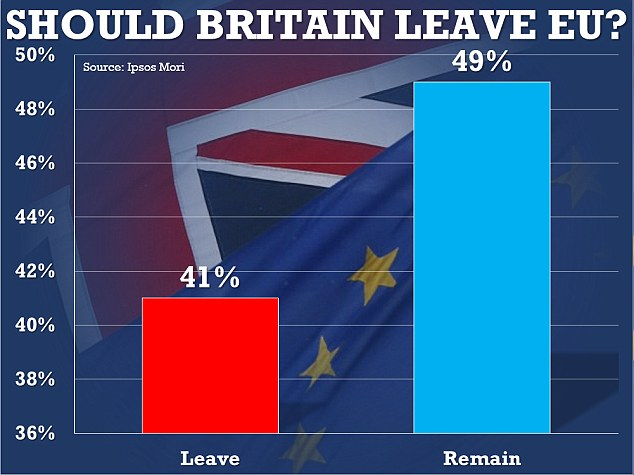 SHOULD BRITAIN LEAVE EU?
50%
Source: Ipsos Mori
49%
48%
46%
44%
42%
41%
40%
38%
36%
Leave
Remain